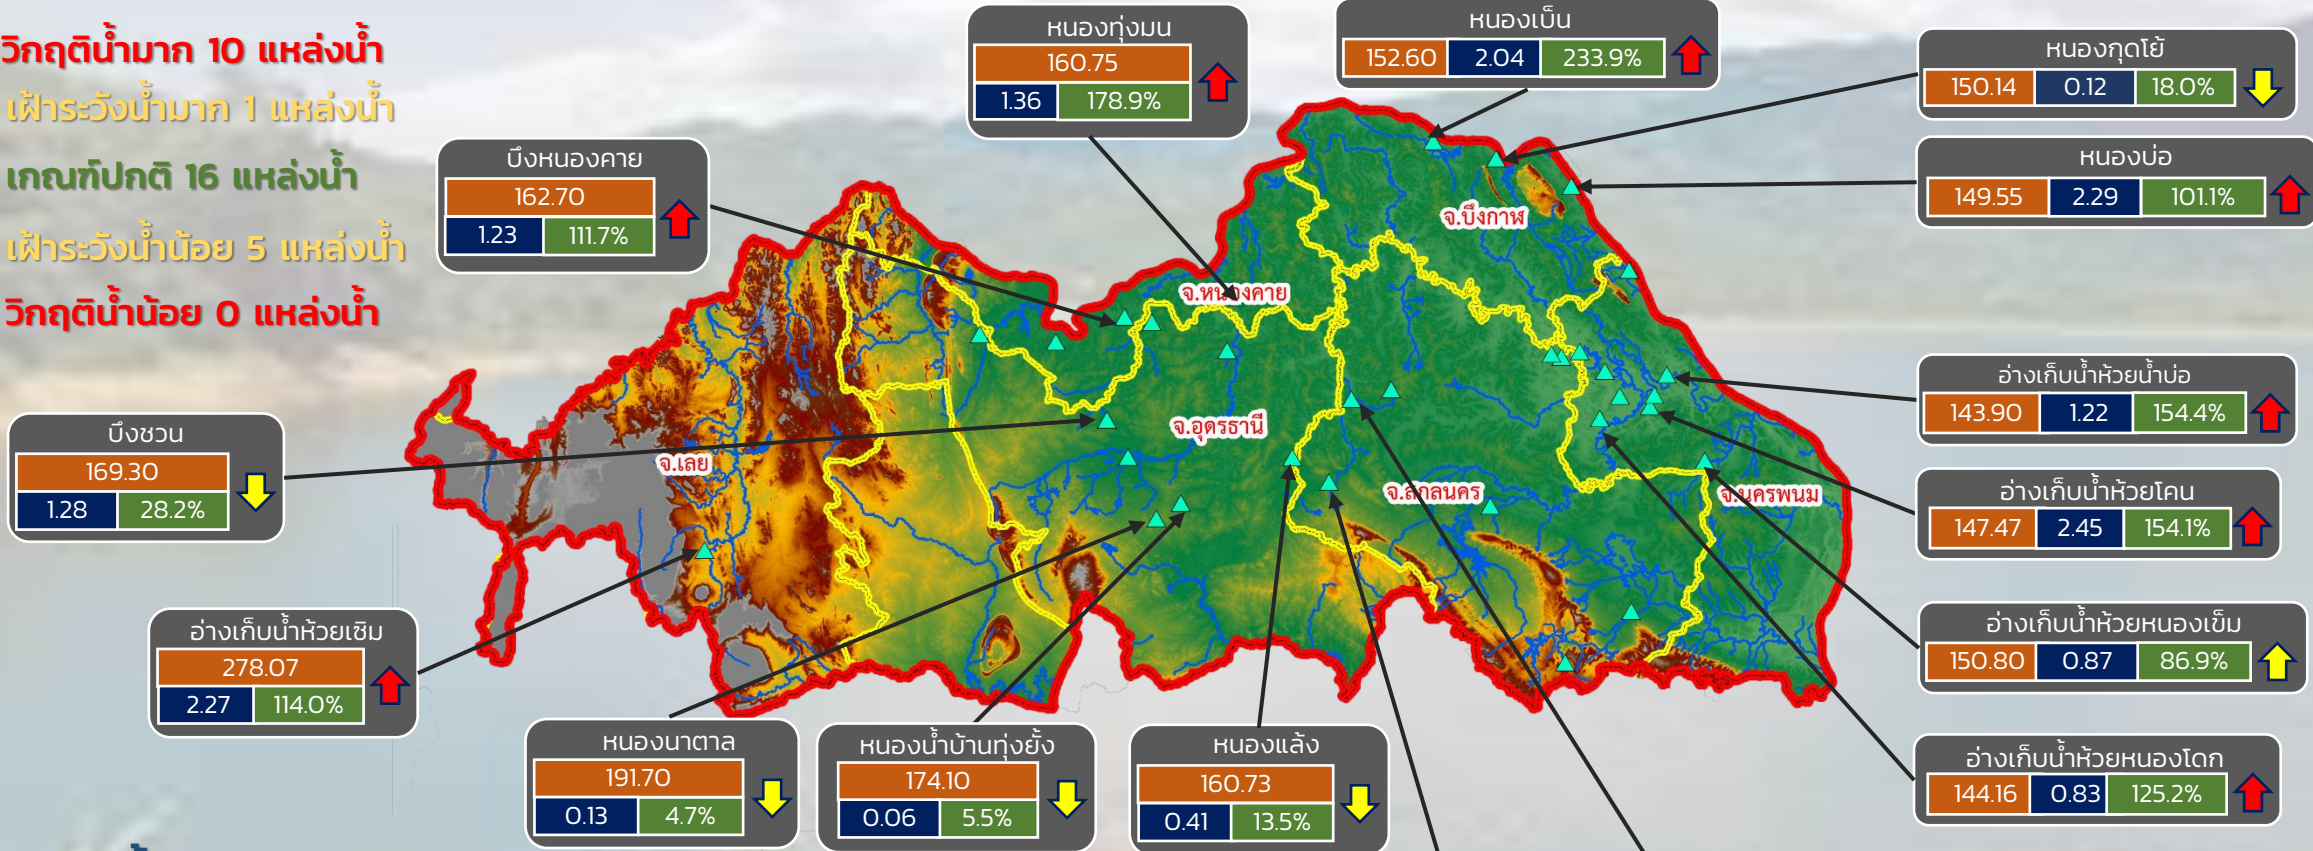 วิกฤติน้ำมาก 10 แหล่งน้ำ
เฝ้าระวังน้ำมาก 1 แหล่งน้ำ
เกณฑ์ปกติ 16 แหล่งน้ำ
เฝ้าระวังน้ำน้อย 5 แหล่งน้ำ
วิกฤติน้ำน้อย 0 แหล่งน้ำ
หนองทุ่งมน
160.75
1.36 178.9%
หนองเบ็น
152.60 2.04 233.9%
หนองกุดโย้
150.14 0.12 18.0%
บึงหนองคาย
162.70
1.23 111.7%
หนองบ่อ
149.55 2.29 101.1%
จ.บึงกาฬ
จ.หนองคาย
จ.อุดรธานี
จ.เลย
จ.สกลนคร
จ.นครพนม
บึงชวน
169.30
1.28 28.2%
อ่างเก็บน้ำห้วยน้ำบ่อ
143.90 1.22 154.4%
อ่างเก็บน้ำห้วยโคน
147.47 2.45 154.1%
อ่างเก็บน้ำห้วยเซิม
278.07
2.27 114.0%
อ่างเก็บน้ำห้วยหนองเข็ม
150.80 0.87 86.9%
หนองนาตาล
191.70
0.13 4.7%
หนองน้ำบ้านทุ่งยั้ง
174.10
0.06 5.5%
หนองแล้ง
160.73
0.41 13.5%
อ่างเก็บน้ำห้วยหนองโดก
144.16 0.83 125.2%